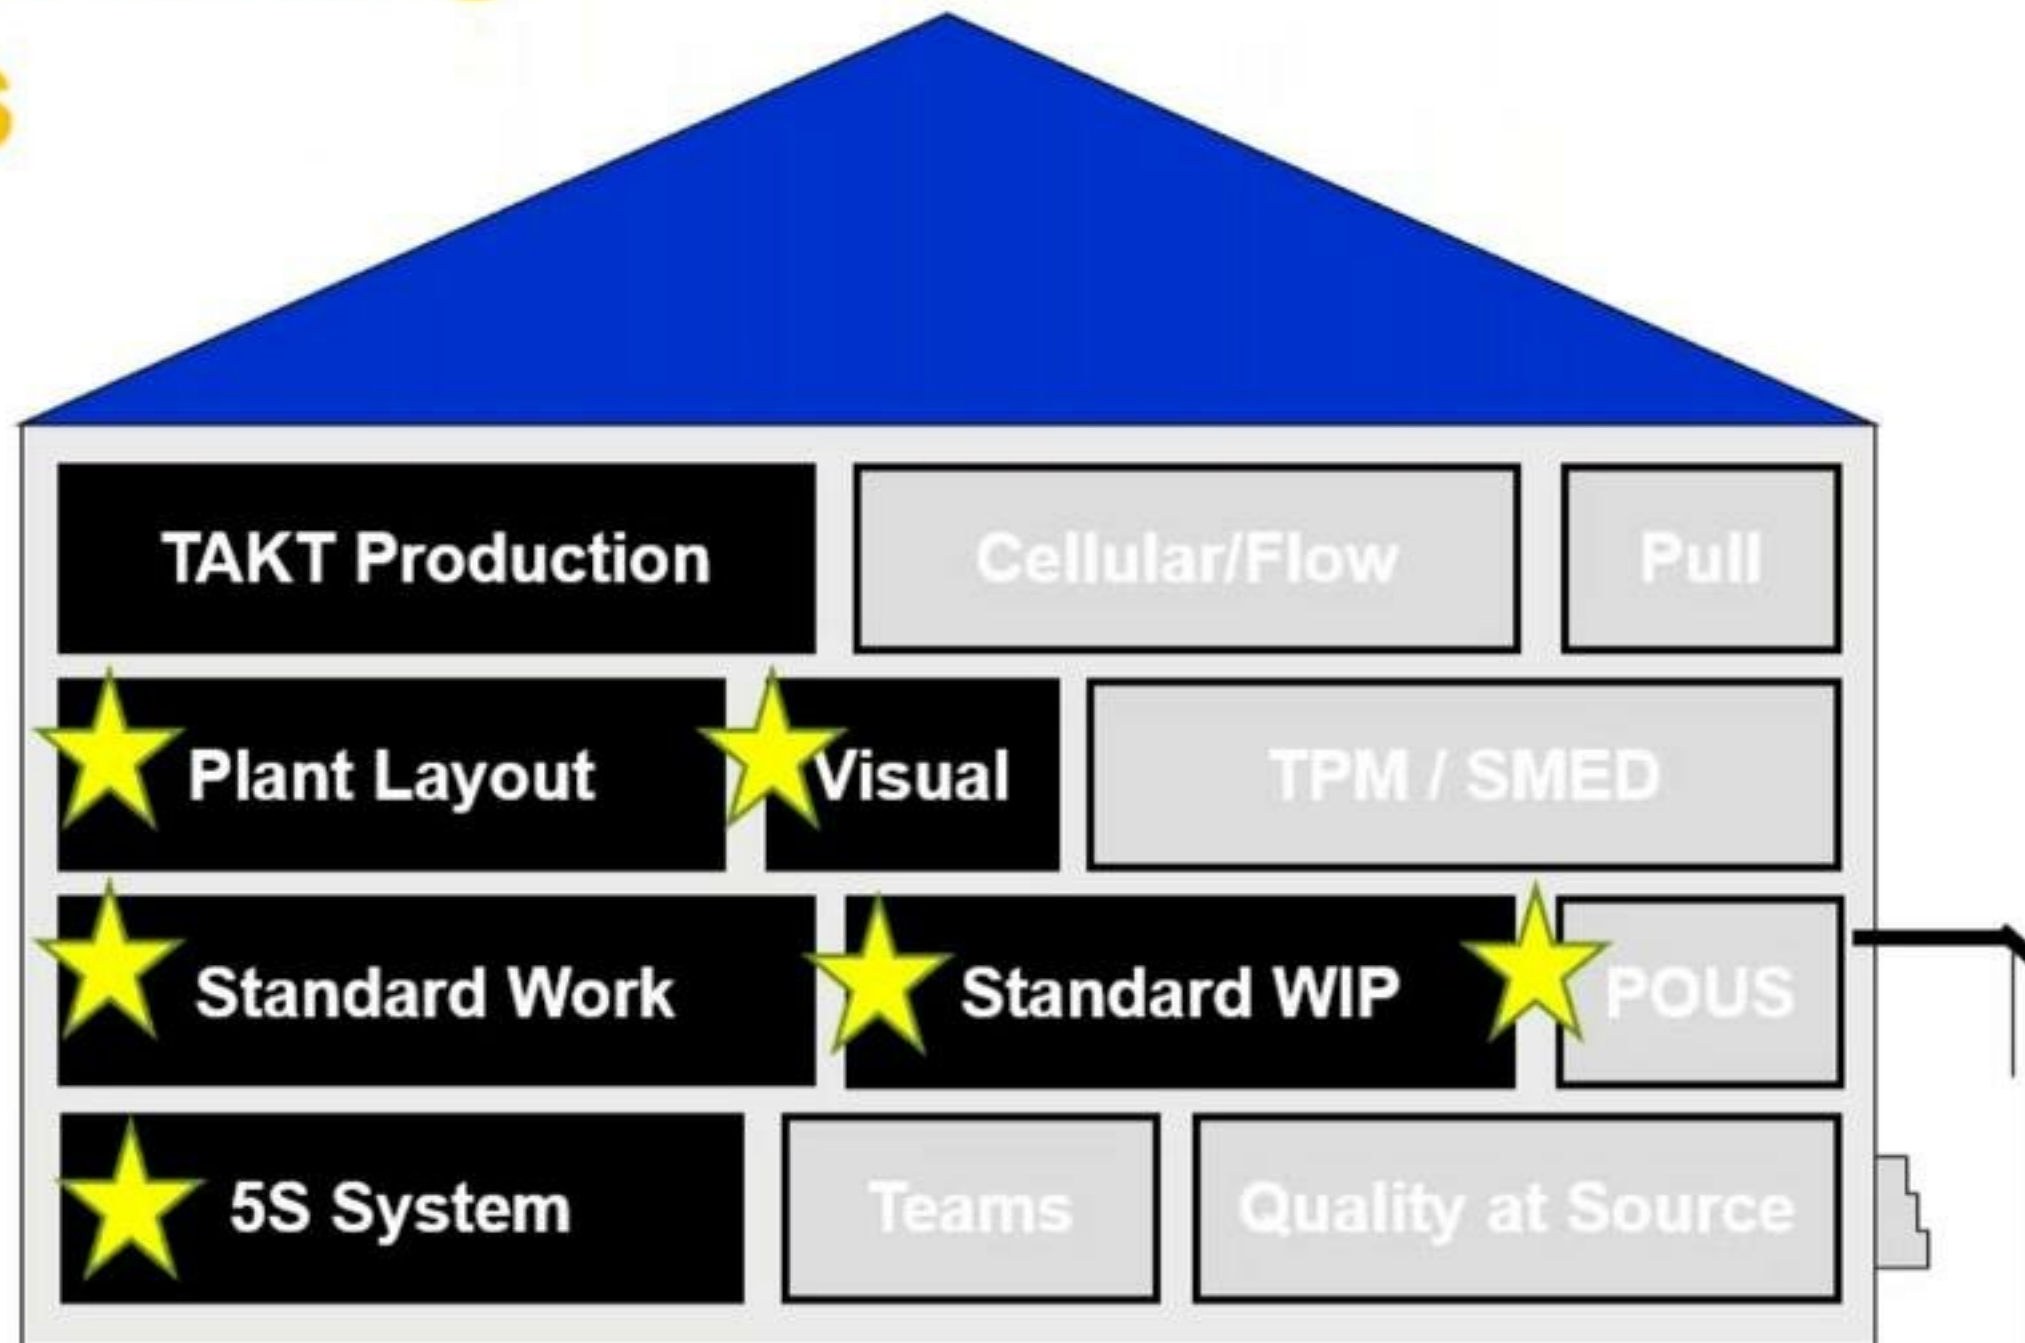 s
TAKT Production Cellular/Flow Pull
Plant Layout Visual TPM / SMED
Standard Work Standard WIP POUS
5S System Teams Quality at Source